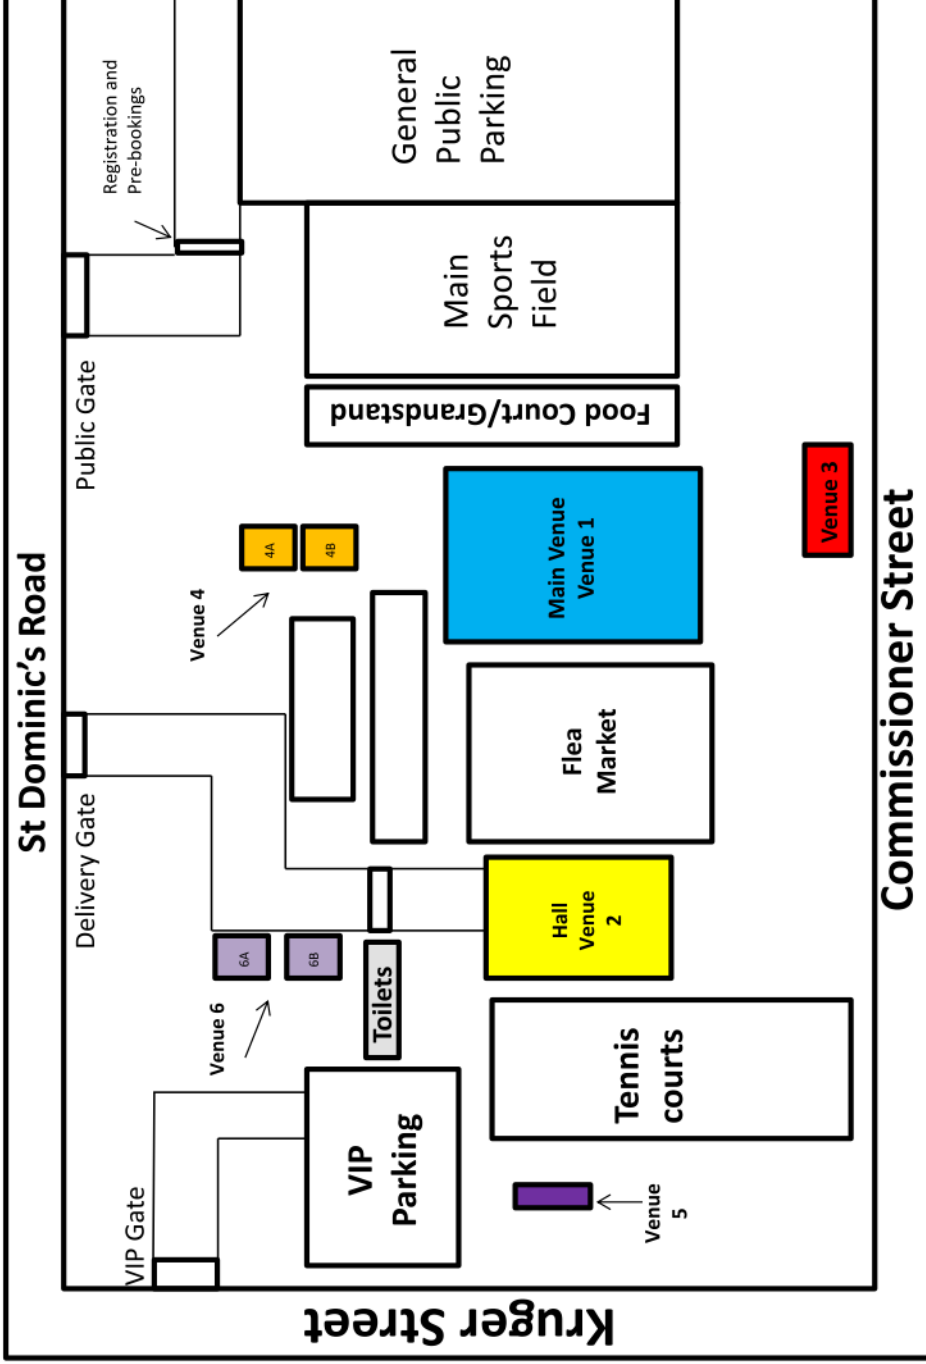 St Dominic's Road
VIP Gate
Delivery Gate
Public Gate
Registration and
Pre-bookings
Venue 6
6A
6B
Venue 4
4A
4B
VIP
Parking
Toilets
Food Court/Grandstand
Main
Sports
Field
General
Public
Parking
Venue
5
Tennis
courts
Hall
Venue
2
Flea
Market
Main Venue
Venue 1
Venue 3
Kruger Street
Commissioner Street